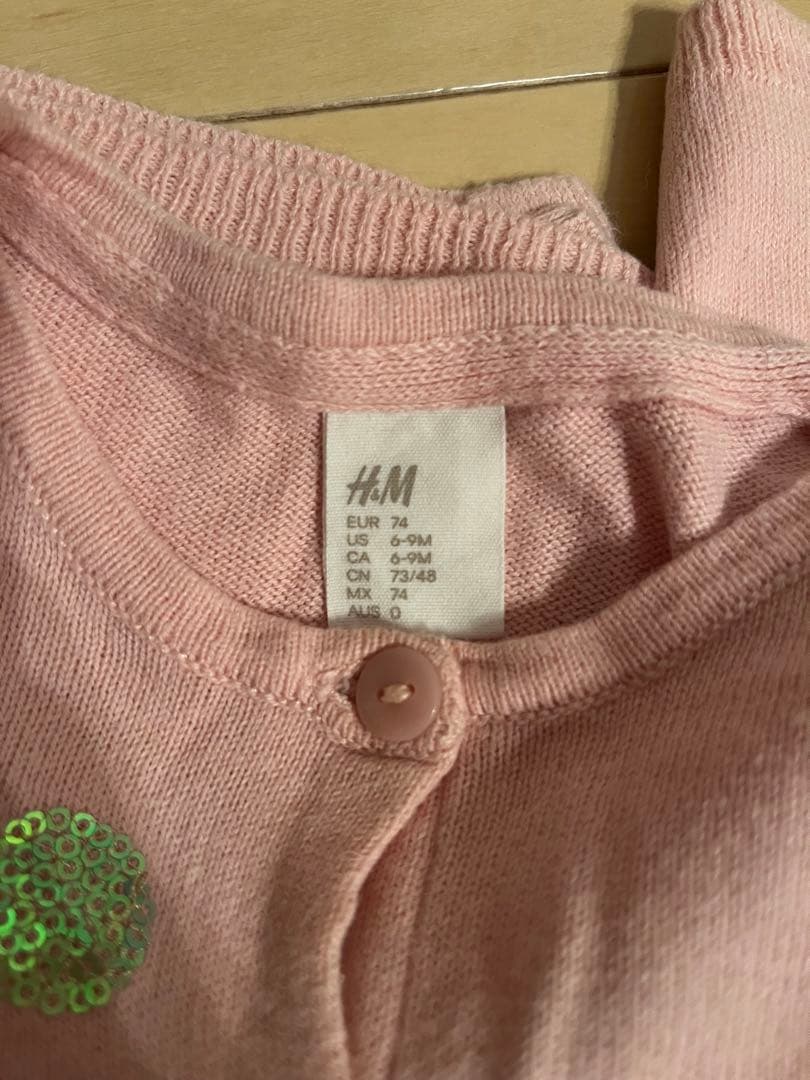 H&M
EUR 74
US 6-9M
CA 6-9M
CN 73/48
MX 74
AUS 0